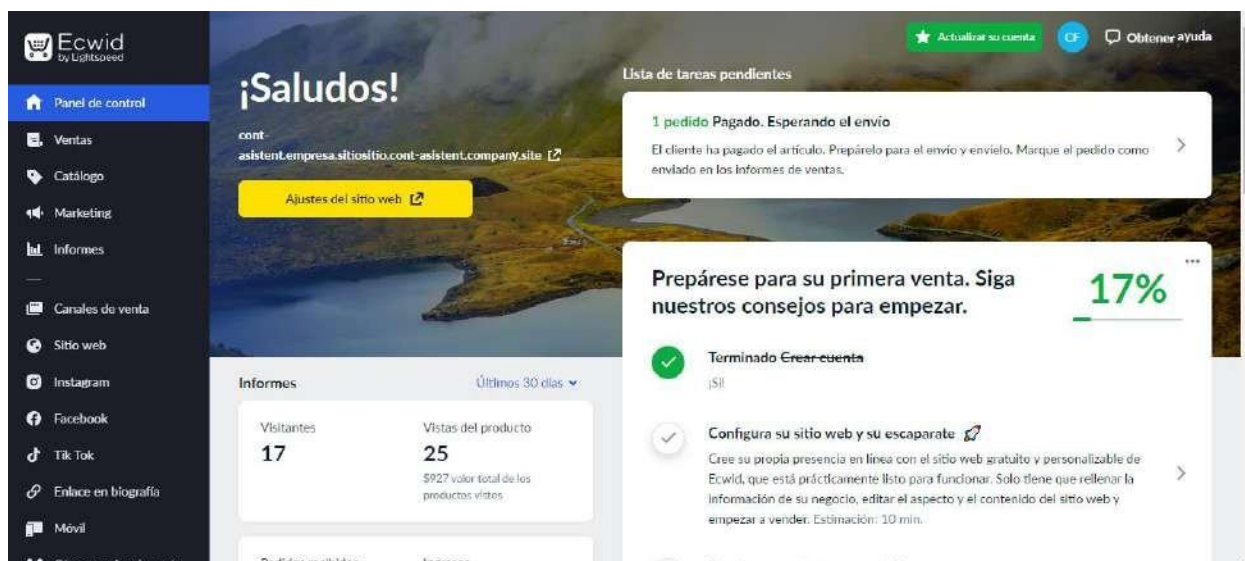 Ecwid
by Lightspeed
Panel de control
Ventas
Catálogo
Marketing
Informes
Canales de venta
Sitio web
Instagram
Facebook
Tik Tok
Enlace en biografía
Móvil
Actualizar su cuenta
CF
Obtener ayuda
¡Saludos!
cont-
asistent.empresa.sitiositio.cont-asistent.company.site
Ajustes del sitio web
Lista de tareas pendientes
1 pedido Pagado. Esperando el envío
El cliente ha pagado el artículo. Prepárelo para el envío y envíelo. Marque el pedido como
enviado en los informes de ventas.
Prepárese para su primera venta. Siga
nuestros consejos para empezar.
17%
Terminado Crear cuenta
¡Sí!
Configura su sitio web y su escaparate
Cree su propia presencia en línea con el sitio web gratuito y personalizable de
Ecwid, que está prácticamente listo para funcionar. Solo tiene que rellenar la
información de su negocio, editar el aspecto y el contenido del sitio web y
empezar a vender. Estimación: 10 min.
Informes
Últimos 30 días
Visitantes
17
Vistas del producto
25
$927 valor total de los
productos vistos